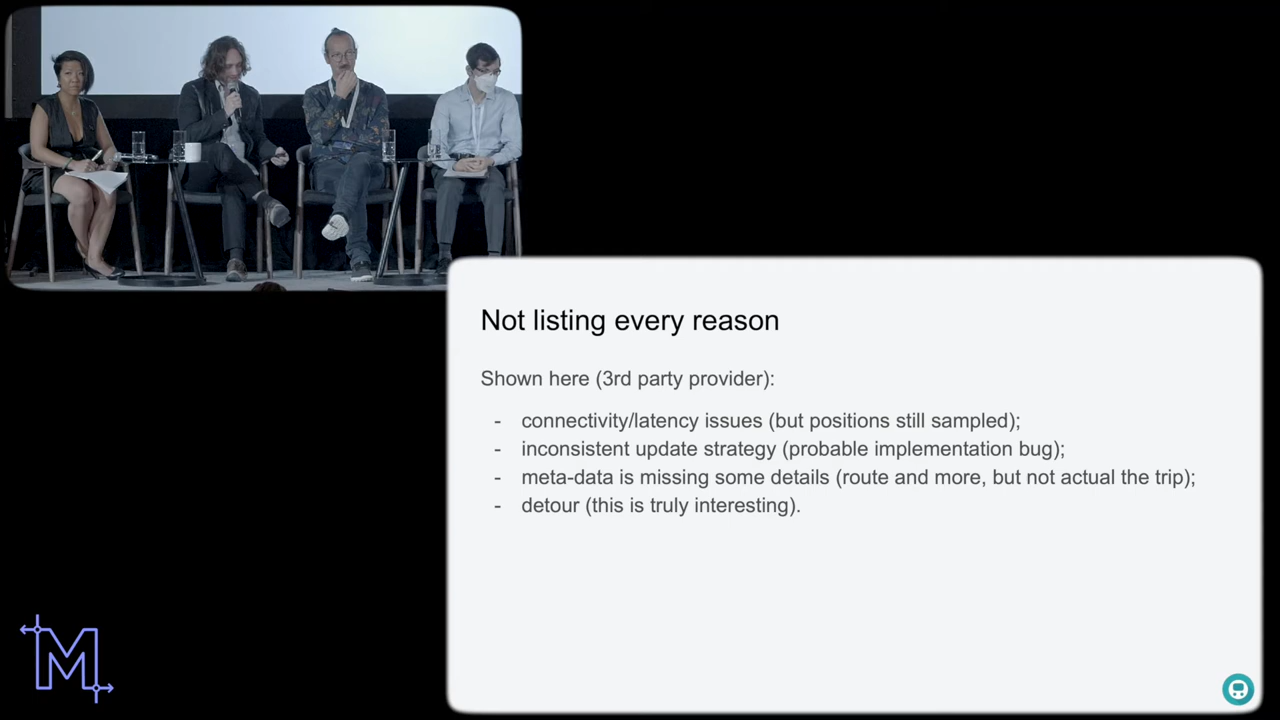 Not listing every reason
Shown here (3rd party provider):
- connectivity/latency issues (but positions still sampled);
- inconsistent update strategy (probable implementation bug);
- meta-data is missing some details (route and more, but not actual the trip);
- detour (this is truly interesting).
M